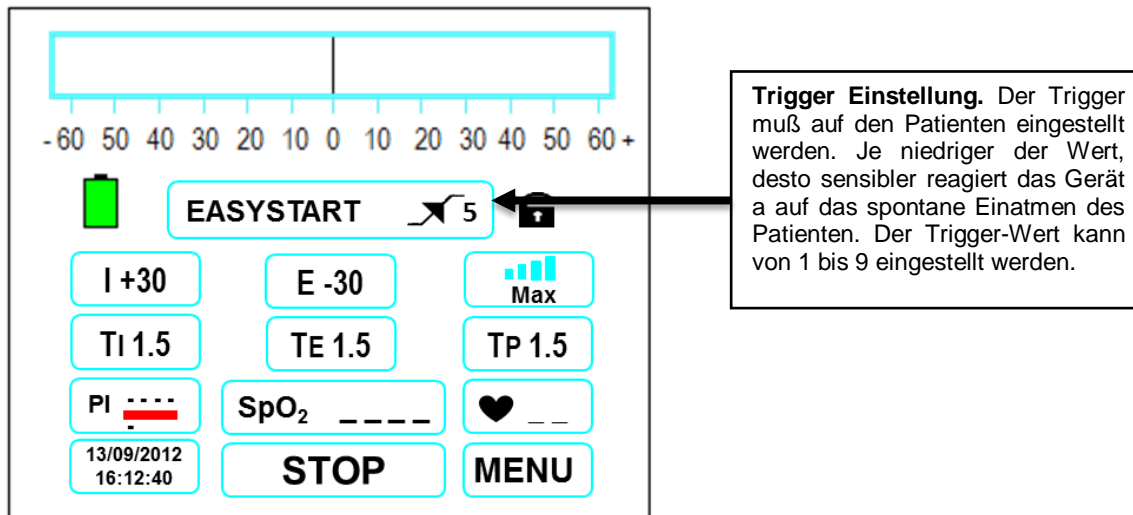 - 60 50 40 30 20 10 0 10 20 30 40 50 60 +
EASYSTART 5
I +30 E -30 Max
TI 1.5 TE 1.5 TP 1.5
PI ---- SpO₂ _ _ _ _ _ _
13/09/2012
16:12:40
STOP MENU
Trigger Einstellung. Der Trigger
muß auf den Patienten eingestellt
werden. Je niedriger der Wert,
desto sensibler reagiert das Gerät
a auf das spontane Einatmen des
Patienten. Der Trigger-Wert kann
von 1 bis 9 eingestellt werden.